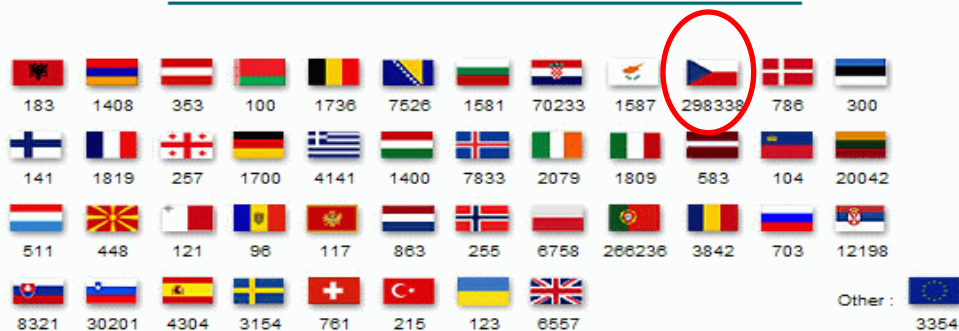 183 1408 353 100 1736 7526 1581 70233 1587 298338 786 300
141 1819 257 1700 4141 1400 7833 2079 1809 583 104 20042
511 448 121 96 117 863 255 6758 266236 3842 703 12198
Other :
8321 30201 4304 3154 761 215 123 6557 3354